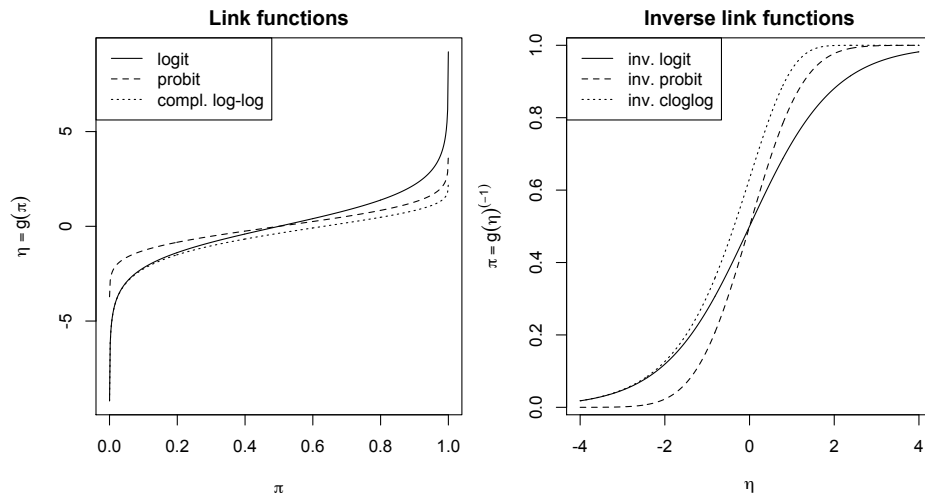 Link functions
logit
probit
compl. log-log
η = g(π)
5
0
-5
0.0 0.2 0.4 0.6 0.8 1.0
π
Inverse link functions
inv. logit
inv. probit
inv. cloglog
π = g(η)^(-1)
1.0
0.8
0.6
0.4
0.2
0.0
-4 -2 0 2 4
η